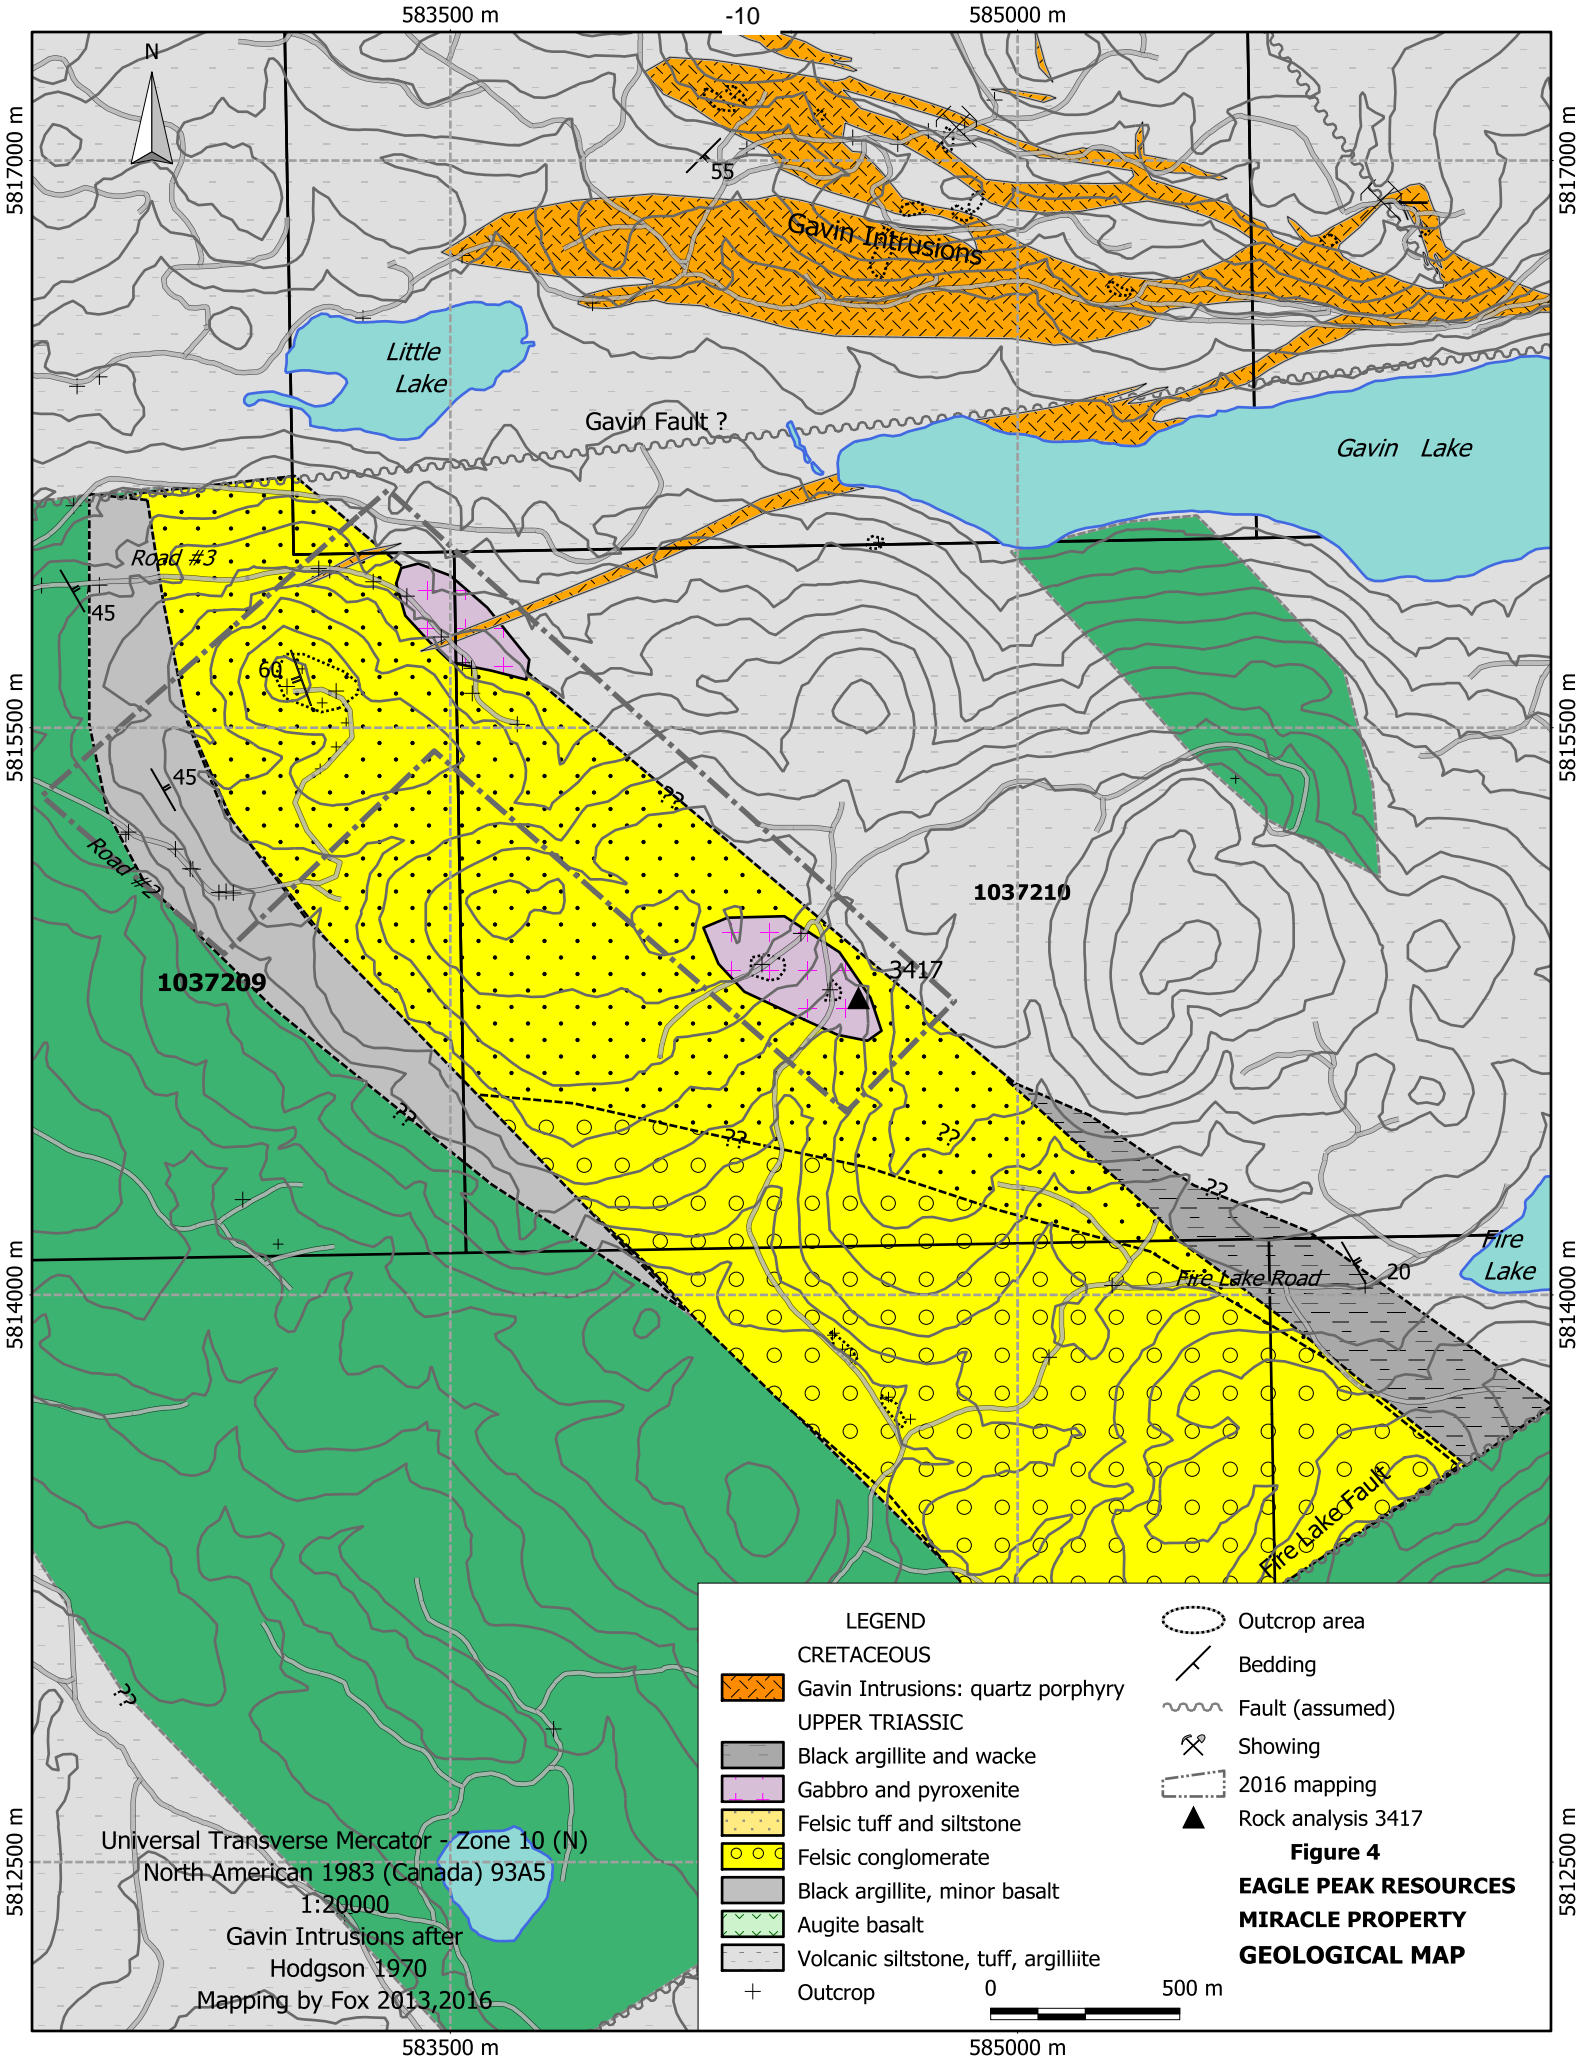 583500 m
-10
585000 m
N
5817000 m
5817000 m
55
Gavin Intrusions
Little
Lake
Gavin Fault ?
Gavin Lake
Road #3
45
60
5815500 m
5815500 m
45
??
Road #2
1037210
1037209
3417
??
??
??
??
Fire
Lake
Fire Lake Road
20
5814000 m
5814000 m
Fire Lake Fault
??
LEGEND
CRETACEOUS
Gavin Intrusions: quartz porphyry
UPPER TRIASSIC
Black argillite and wacke
Gabbro and pyroxenite
Felsic tuff and siltstone
Felsic conglomerate
Black argillite, minor basalt
Augite basalt
Volcanic siltstone, tuff, argilliite
Outcrop
Outcrop area
Bedding
Fault (assumed)
Showing
2016 mapping
Rock analysis 3417
Figure 4
EAGLE PEAK RESOURCES
MIRACLE PROPERTY
GEOLOGICAL MAP
0 500 m
5812500 m
5812500 m
Universal Transverse Mercator - Zone 10 (N)
North American 1983 (Canada) 93A5
1:20000
Gavin Intrusions after
Hodgson 1970
Mapping by Fox 2013,2016
583500 m
585000 m